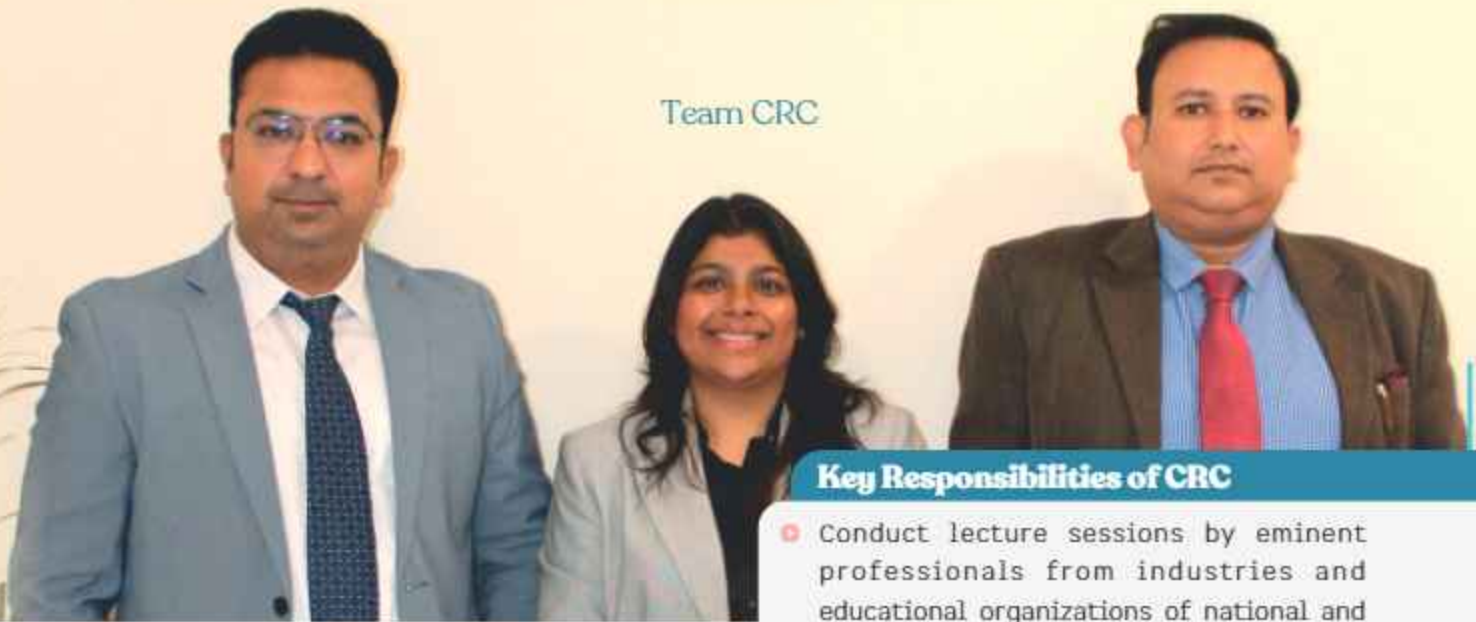 Team CRC
Key Responsibilities of CRC
Conduct lecture sessions by eminent
professionals from industries and
educational organizations of national and